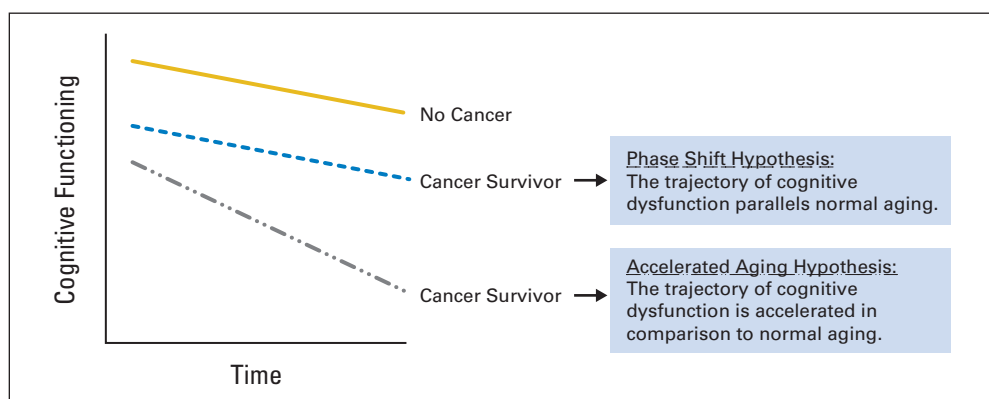 Cognitive Functioning
No Cancer
Cancer Survivor
Phase Shift Hypothesis:
The trajectory of cognitive
dysfunction parallels normal aging.
Cancer Survivor
Accelerated Aging Hypothesis:
The trajectory of cognitive
dysfunction is accelerated in
comparison to normal aging.
Time